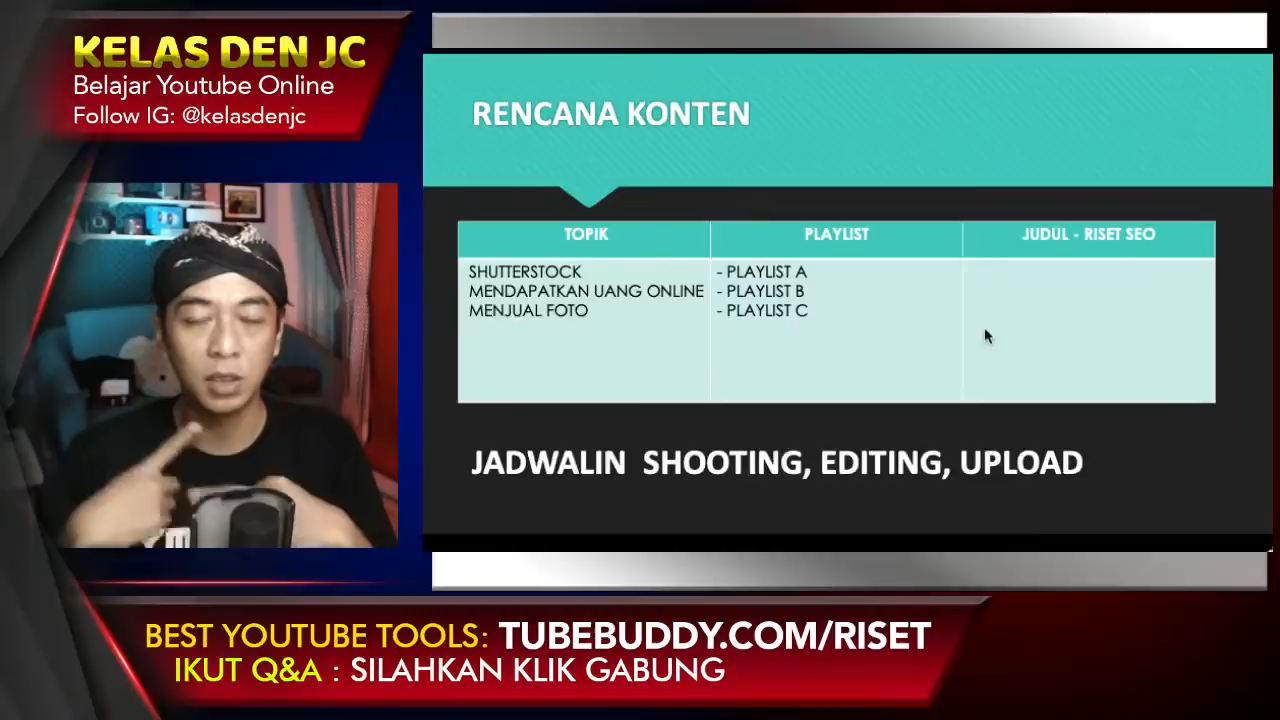 KELAS DEN JC
Belajar Youtube Online
Follow IG: @kelasdenjc
RENCANA KONTEN
TOPIK PLAYLIST JUDUL - RISET SEO
SHUTTERSTOCK - PLAYLIST A
MENDAPATKAN UANG ONLINE - PLAYLIST B
MENJUAL FOTO - PLAYLIST C
JADWALIN SHOOTING, EDITING, UPLOAD
BEST YOUTUBE TOOLS: TUBEBUDDY.COM/RISET
IKUT Q&A : SILAHKAN KLIK GABUNG